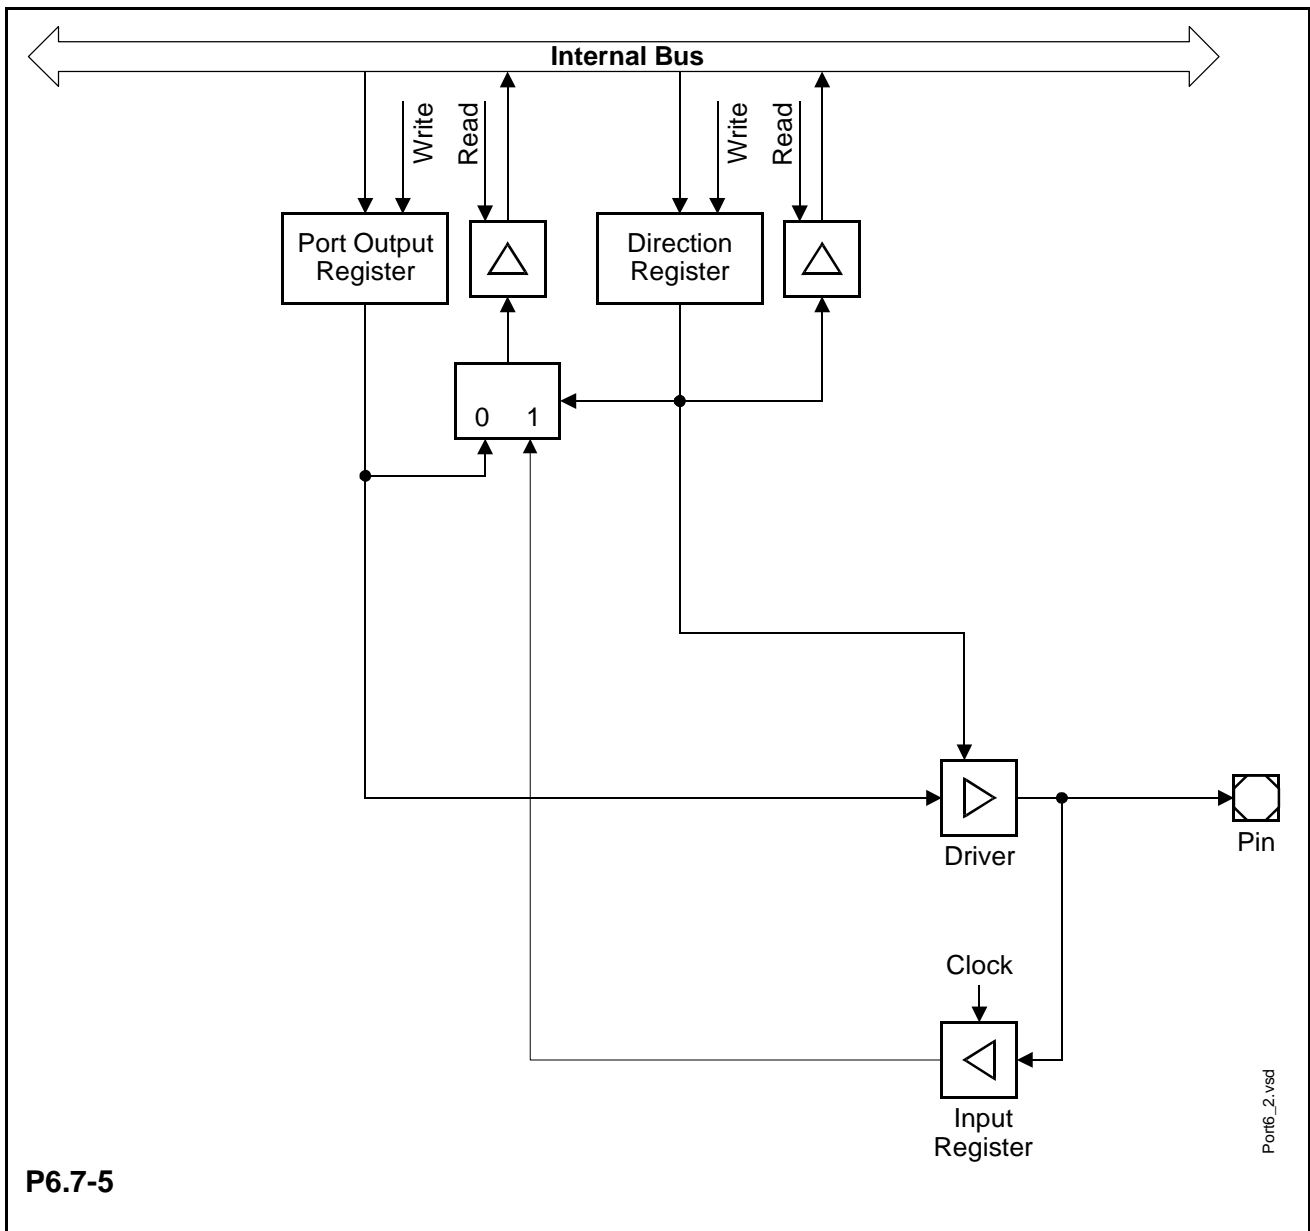 Internal Bus
Write
Read
Write
Read
Port Output
Register
Direction
Register
0 1
Driver
Pin
Clock
Input
Register
Port6_2.vsd
P6.7-5